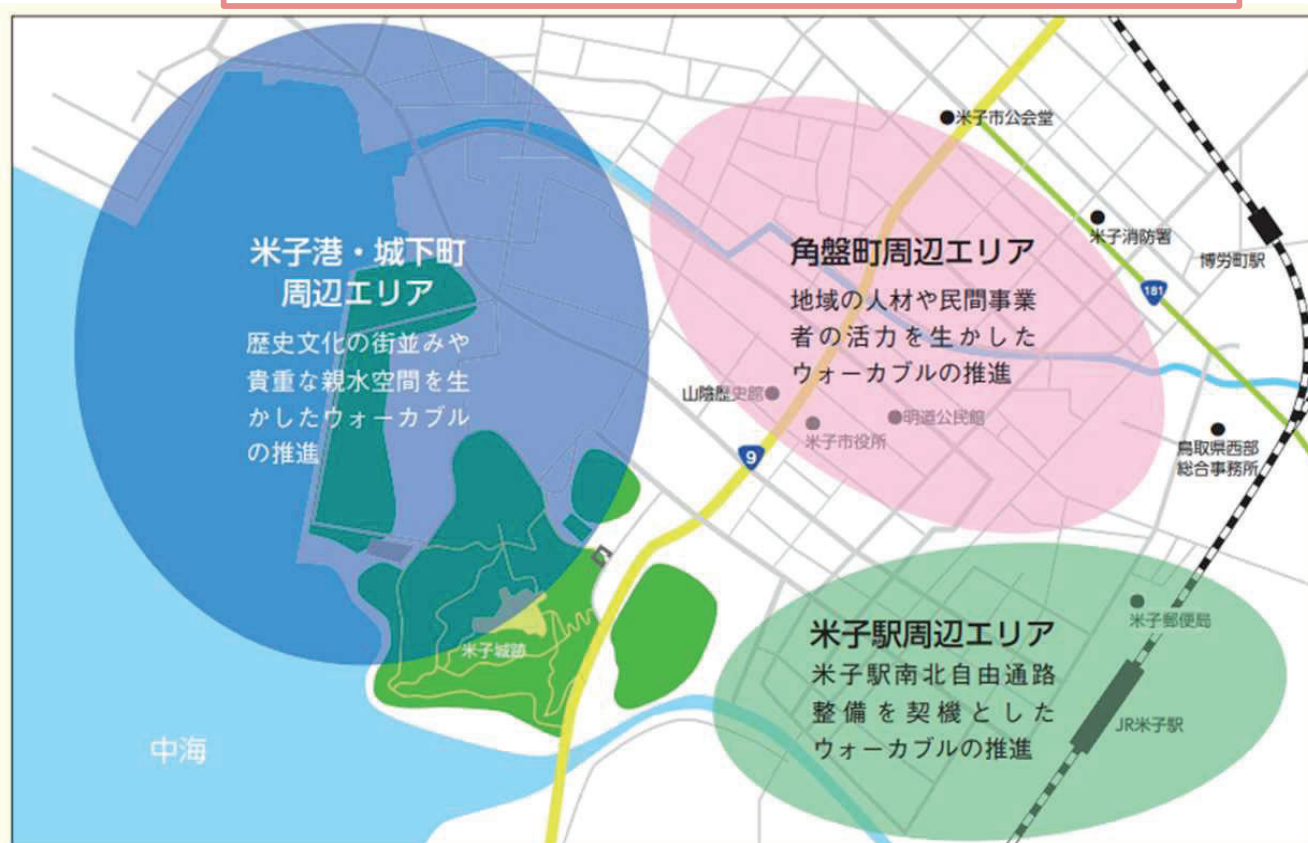 米子港・城下町
周辺エリア
歴史文化の街並みや
貴重な親水空間を生
かしたウォーカブル
の推進
角盤町周辺エリア
地域の人材や民間事業
者の活力を生かした
ウォーカブルの推進
米子駅周辺エリア
米子駅南北自由通路
整備を契機とした
ウォーカブルの推進
米子市公会堂
米子消防署
博労町駅
181
山陰歴史館
米子市役所
明道公民館
9
鳥取県西部
総合事務所
米子郵便局
JR米子駅
米子城跡
中海